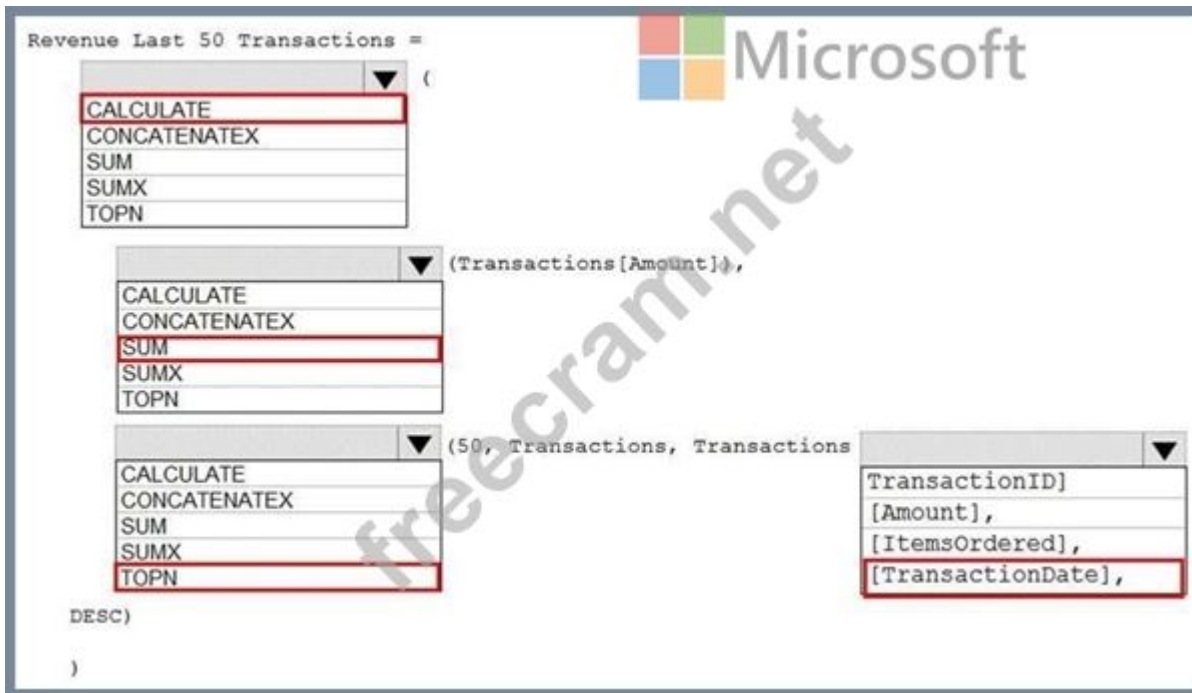 Revenue Last 50 Transactions =
Microsoft
(
CALCULATE
CONCATENATEX
SUM
SUMX
TOPN
(Transactions[Amount]),
CALCULATE
CONCATENATEX
SUM
SUMX
TOPN
(50, Transactions, Transactions
CALCULATE
CONCATENATEX
SUM
SUMX
TOPN
TransactionID]
[Amount],
[ItemsOrdered],
[TransactionDate],
DESC)
)
freecram.net